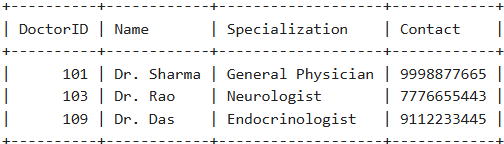 +----------+------------+-------------------+------------+
| DoctorID | Name       | Specialization    | Contact    |
+----------+------------+-------------------+------------+
|      101 | Dr. Sharma | General Physician | 9998877665 |
|      103 | Dr. Rao    | Neurologist       | 7776655443 |
|      109 | Dr. Das    | Endocrinologist   | 9112233445 |
+----------+------------+-------------------+------------+